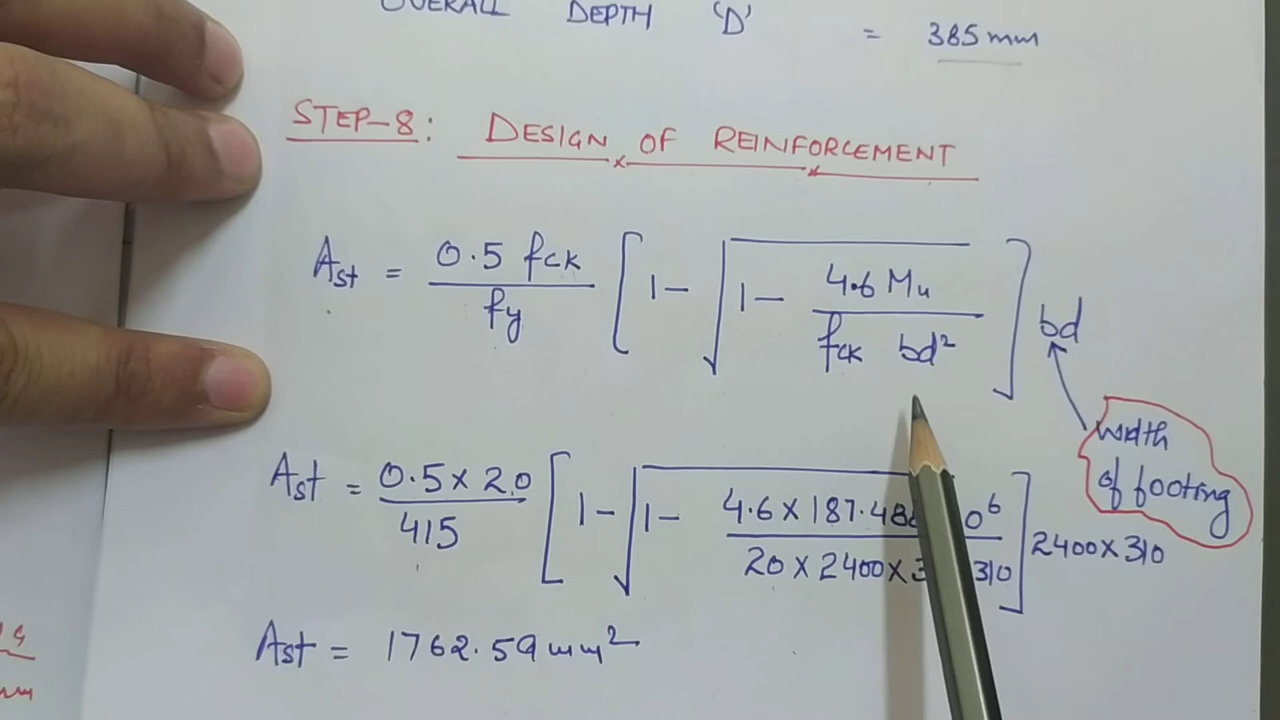 OVERALL DEPTH 'D' = 385 mm
STEP-8: DESIGN OF REINFORCEMENT
Ast = 0.5 fck / fy [ 1 - √ 1 - 4.6 Mu / fck bd² ] bd
width
of footing
Ast = 0.5 × 20 / 415 [ 1 - √ 1 - 4.6 × 187.48 0⁶ / 20 × 2400 × 3 310 ] 2400 × 310
Ast = 1762.59 mm²